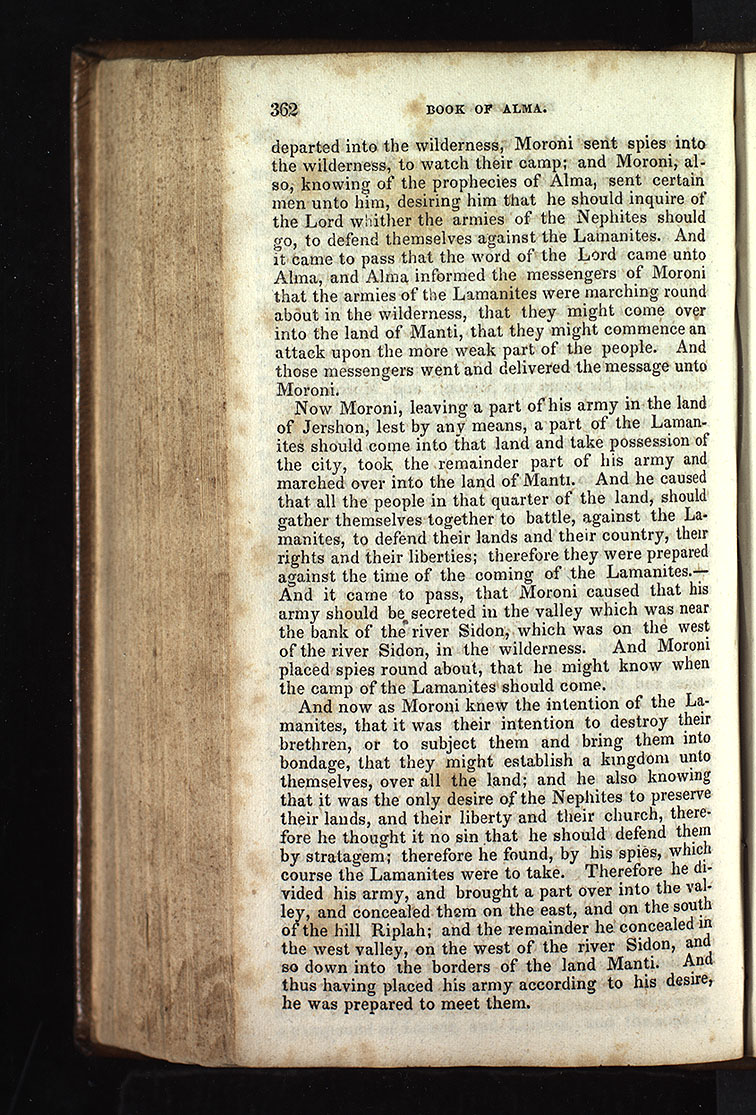 362 BOOK OF ALMA.
departed into the wilderness, Moroni sent spies into
the wilderness, to watch their camp; and Moroni, al-
so, knowing of the prophecies of Alma, sent certain
men unto him, desiring him that he should inquire of
the Lord whither the armies of the Nephites should
go, to defend themselves against the Lamanites. And
it came to pass that the word of the Lord came unto
Alma, and Alma informed the messengers of Moroni
that the armies of the Lamanites were marching round
about in the wilderness, that they might come over
into the land of Manti, that they might commence an
attack upon the more weak part of the people. And
those messengers went and delivered the message unto
Moroni.
Now Moroni, leaving a part of his army in the land
of Jershon, lest by any means, a part of the Laman-
ites should come into that land and take possession of
the city, took the remainder part of his army and
marched over into the land of Manti. And he caused
that all the people in that quarter of the land, should
gather themselves together to battle, against the La-
manites, to defend their lands and their country, their
rights and their liberties; therefore they were prepared
against the time of the coming of the Lamanites.—
And it came to pass, that Moroni caused that his
army should be secreted in the valley which was near
the bank of the river Sidon, which was on the west
of the river Sidon, in the wilderness. And Moroni
placed spies round about, that he might know when
the camp of the Lamanites should come.
And now as Moroni knew the intention of the La-
manites, that it was their intention to destroy their
brethren, or to subject them and bring them into
bondage, that they might establish a kingdom unto
themselves, over all the land; and he also knowing
that it was the only desire of the Nephites to preserve
their lands, and their liberty and their church, there-
fore he thought it no sin that he should defend them
by stratagem; therefore he found, by his spies, which
course the Lamanites were to take. Therefore he di-
vided his army, and brought a part over into the val-
ley, and concealed them on the east, and on the south
of the hill Riplah; and the remainder he concealed in
the west valley, on the west of the river Sidon, and
so down into the borders of the land Manti. And
thus having placed his army according to his desire,
he was prepared to meet them.